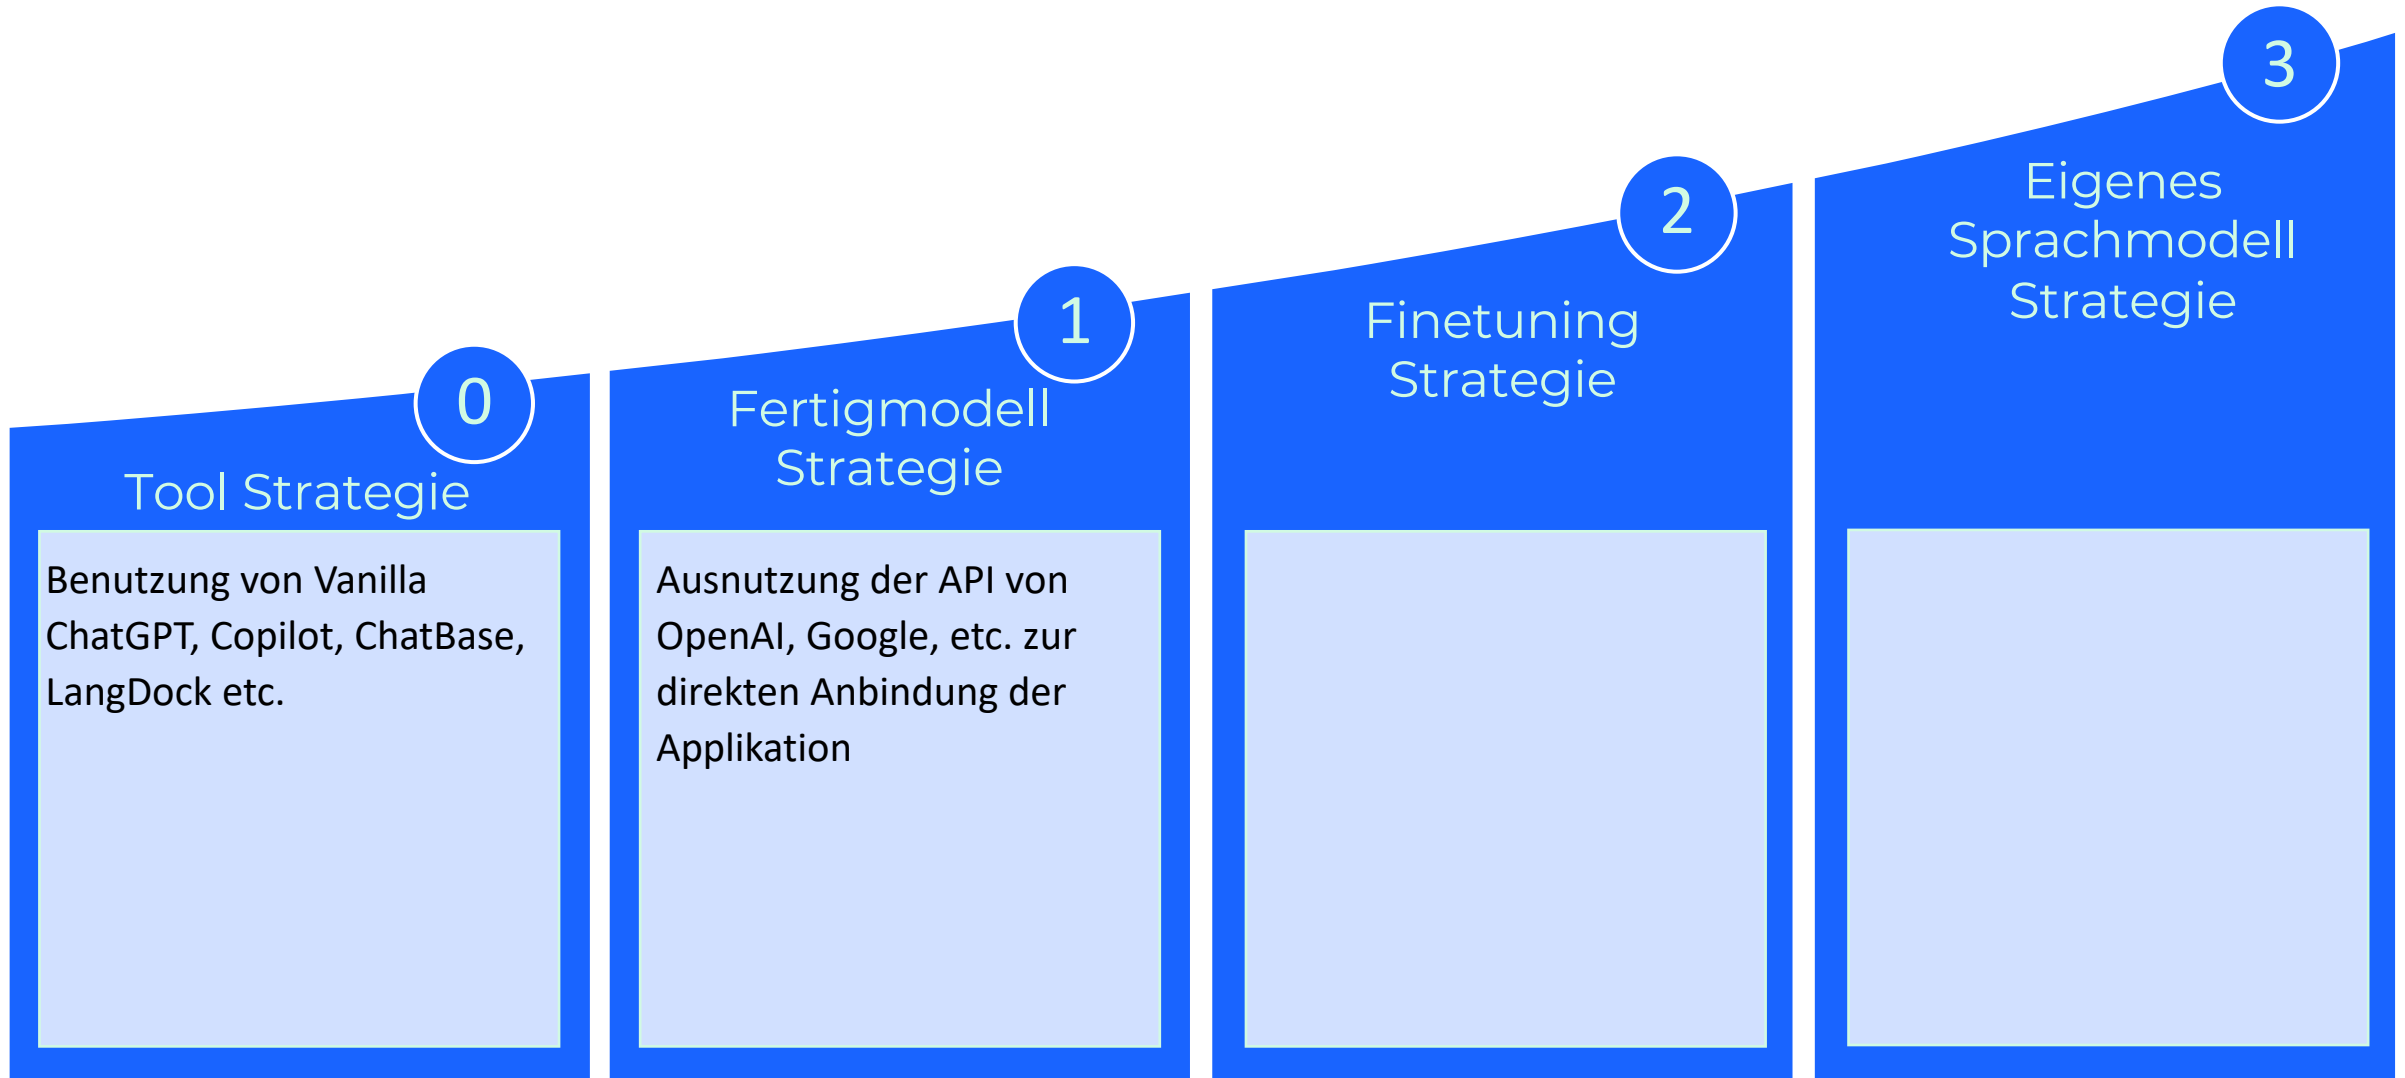 0
Tool Strategie
Benutzung von Vanilla
ChatGPT, Copilot, ChatBase,
LangDock etc.
1
Fertigmodell
Strategie
Ausnutzung der API von
OpenAI, Google, etc. zur
direkten Anbindung der
Applikation
2
Finetuning
Strategie
3
Eigenes
Sprachmodell
Strategie